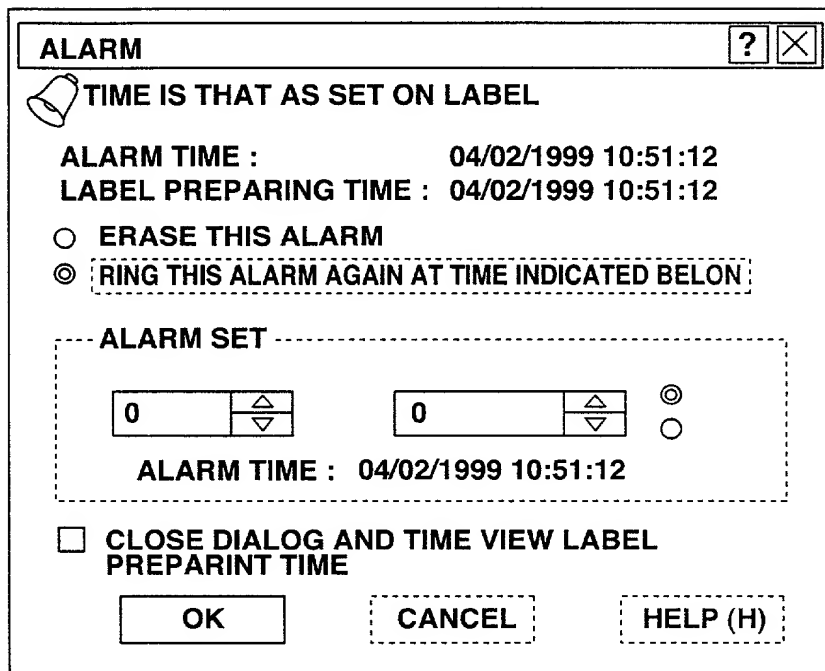 ALARM ?
TIME IS THAT AS SET ON LABEL
ALARM TIME : 04/02/1999 10:51:12
LABEL PREPARING TIME : 04/02/1999 10:51:12
ERASE THIS ALARM
RING THIS ALARM AGAIN AT TIME INDICATED BELON
ALARM SET
0 0
ALARM TIME : 04/02/1999 10:51:12
CLOSE DIALOG AND TIME VIEW LABEL
PREPARINT TIME
OK CANCEL HELP (H)